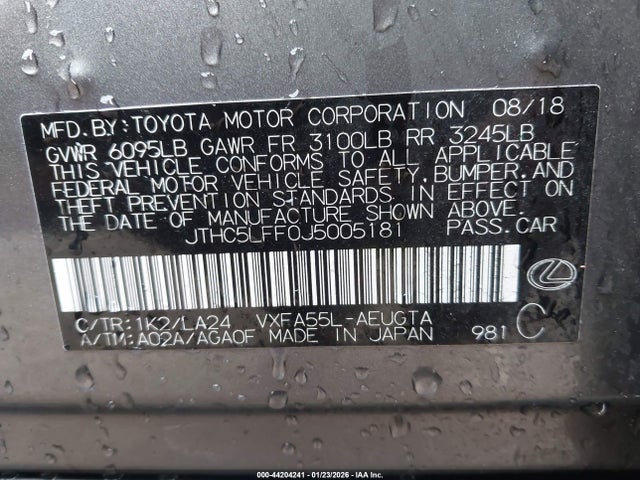 MFD.BY:TOYOTA MOTOR CORPORATION 08/18
GVWR 6095LB GAWR FR 3100LB RR 3245LB
THIS VEHICLE CONFORMS TO ALL APPLICABLE
FEDERAL MOTOR VEHICLE SAFETY,BUMPER,AND
THEFT PREVENTION STANDARDS IN EFFECT ON
THE DATE OF MANUFACTURE SHOWN ABOVE.
JTHC5LFF0J5005181 PASS.CAR
C/TR:1K2/LA24 VXFA55L-AEUGTA
A/TM:A02A/AGA0F MADE IN JAPAN 981 C
000-44204241 - 01/23/2026 - IAA Inc.